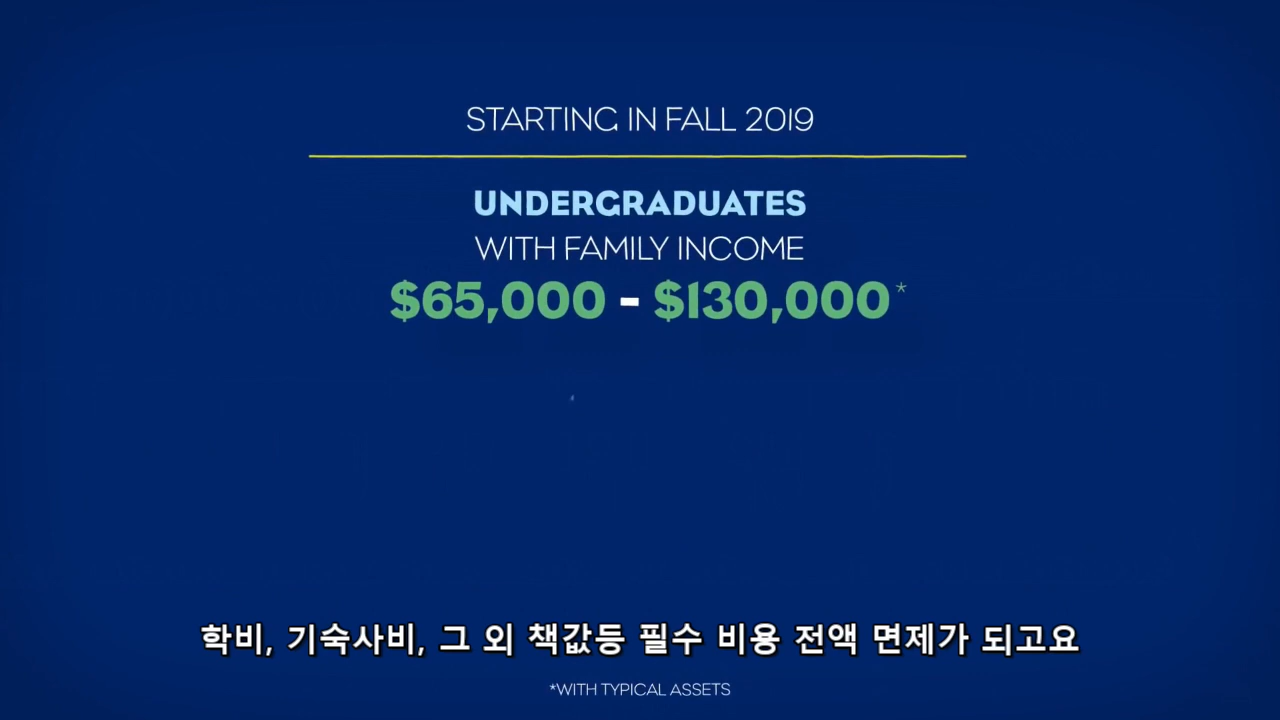 STARTING IN FALL 2019
UNDERGRADUATES
WITH FAMILY INCOME
$65,000 - $130,000*
학비, 기숙사비, 그 외 책값등 필수 비용 전액 면제가 되고요
*WITH TYPICAL ASSETS